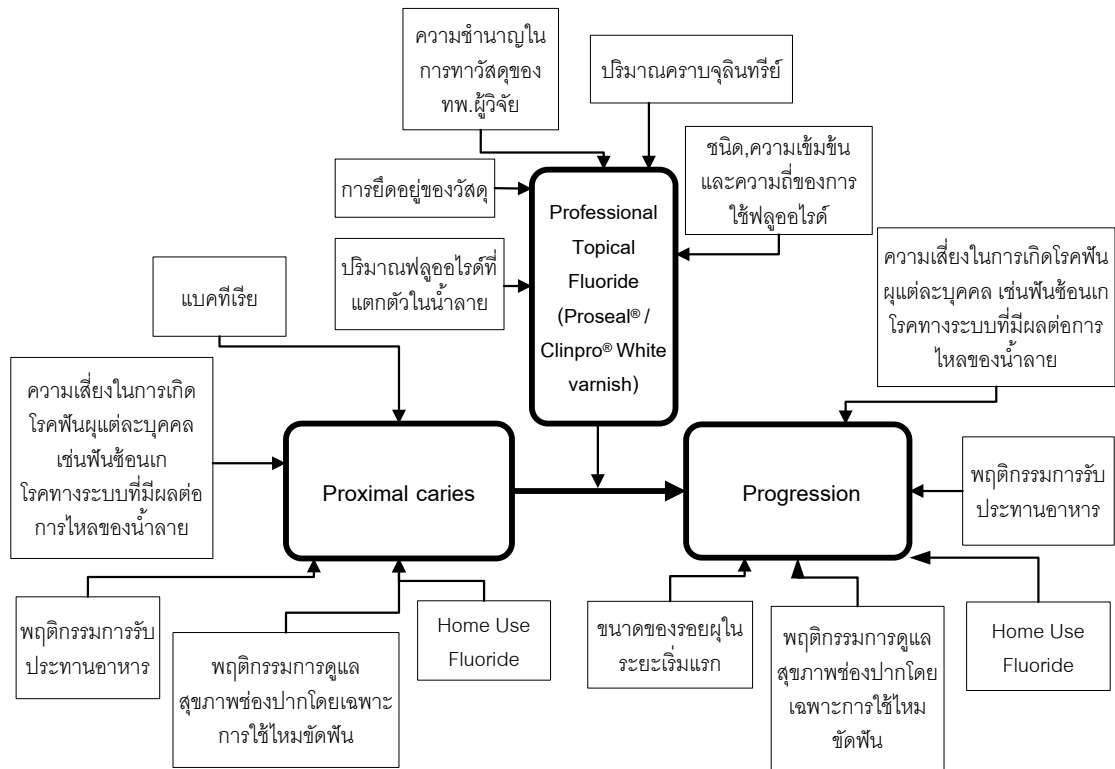 ความชำนาญใน
การทาวัสดุของ
ทพ.ผู้วิจัย
ปริมาณคราบจุลินทรีย์
ชนิด,ความเข้มข้น
และความถี่ของการ
ใช้ฟลูออไรด์
การยึดอยู่ของวัสดุ
ปริมาณฟลูออไรด์ที่
แตกตัวในน้ำลาย
Professional
Topical
Fluoride
(Proseal® /
Clinpro® White
varnish)
ความเสี่ยงในการเกิดโรคฟัน
ผุแต่ละบุคคล เช่นฟันซ้อนเก
โรคทางระบบที่มีผลต่อการ
ไหลของน้ำลาย
แบคทีเรีย
ความเสี่ยงในการเกิด
โรคฟันผุแต่ละบุคคล
เช่นฟันซ้อนเก
โรคทางระบบที่มีผลต่อ
การไหลของน้ำลาย
Proximal caries
Progression
พฤติกรรมการรับ
ประทานอาหาร
พฤติกรรมการรับ
ประทานอาหาร
พฤติกรรมการดูแล
สุขภาพช่องปากโดยเฉพาะ
การใช้ไหมขัดฟัน
Home Use
Fluoride
ขนาดของรอยผุใน
ระยะเริ่มแรก
พฤติกรรมการดูแล
สุขภาพช่องปากโดย
เฉพาะการใช้ไหม
ขัดฟัน
Home Use
Fluoride